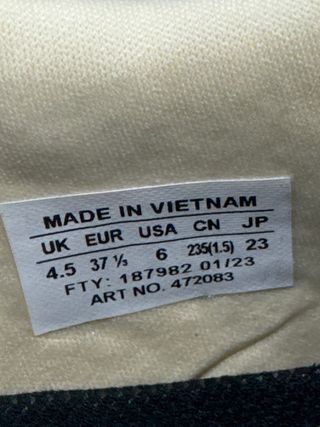 MADE IN VIETNAM
UK EUR USA CN JP
4.5 37 ⅓ 6 235(1.5) 23
FTY: 187982 01/23
ART NO. 472083